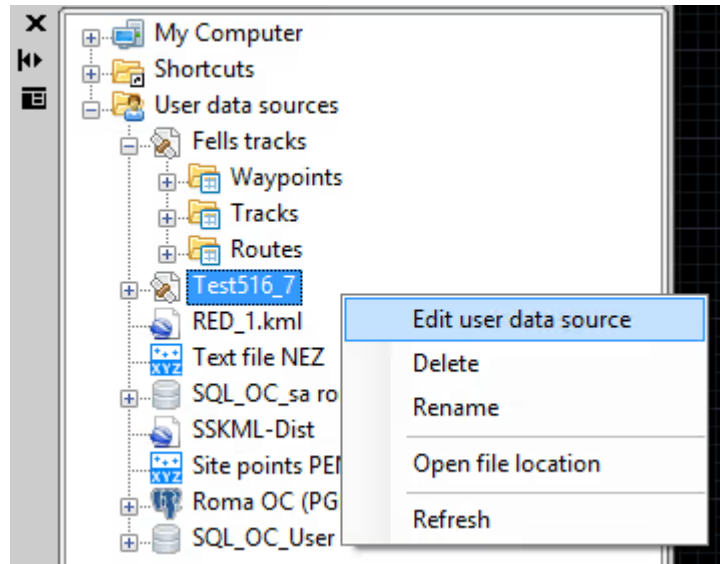 My Computer
Shortcuts
User data sources
Fells tracks
Waypoints
Tracks
Routes
Test516_7
RED_1.kml
Text file NEZ
SQL_OC_sa ro
SSKML-Dist
Site points PEN
Roma OC (PG
SQL_OC_User
Edit user data source
Delete
Rename
Open file location
Refresh
XYZ
XYZ